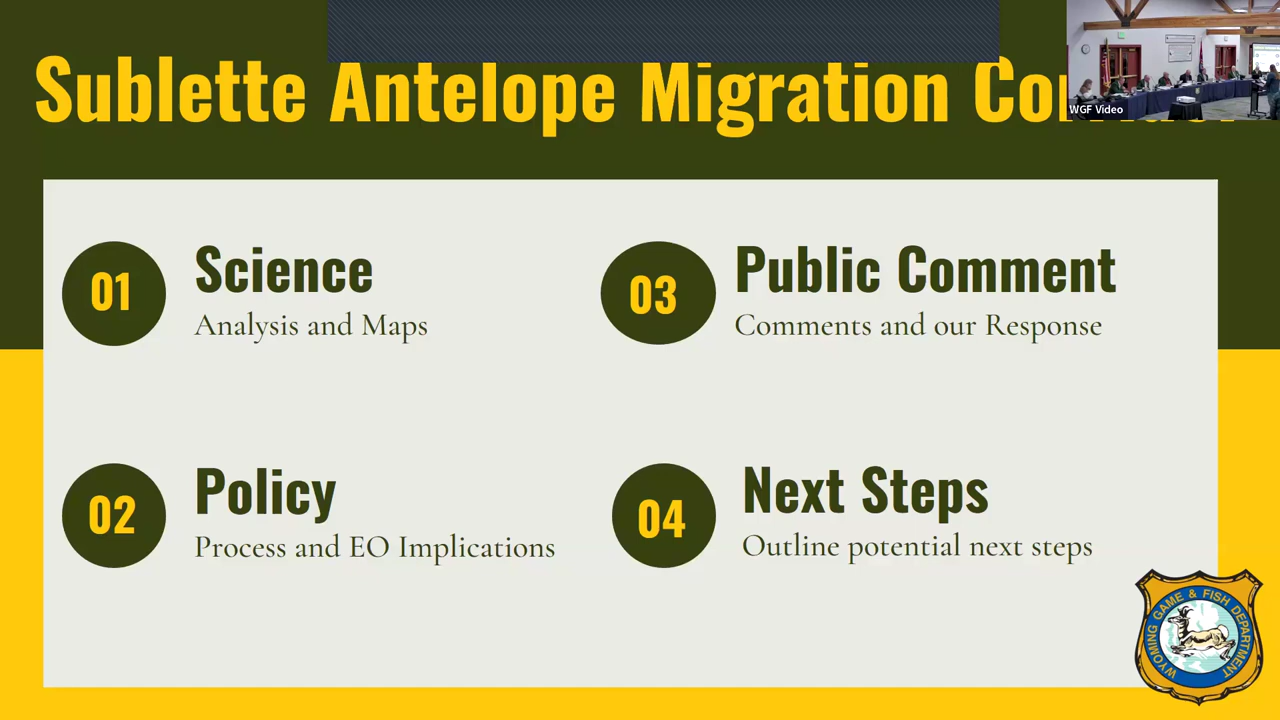 Sublette Antelope Migration
WGF Video
01
Science
Analysis and Maps
02
Policy
Process and EO Implications
03
Public Comment
Comments and our Response
04
Next Steps
Outline potential next steps
WYOMING GAME & FISH DEPARTMENT